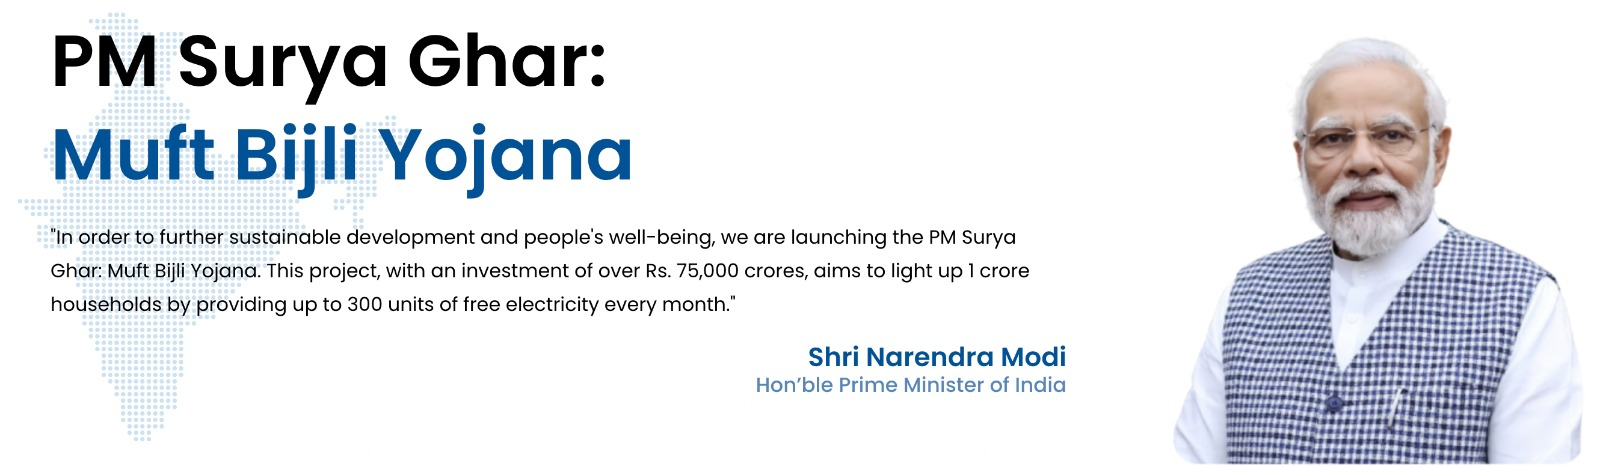 PM Surya Ghar:
Muft Bijli Yojana
"In order to further sustainable development and people's well-being, we are launching the PM Surya
Ghar: Muft Bijli Yojana. This project, with an investment of over Rs. 75,000 crores, aims to light up 1 crore
households by providing up to 300 units of free electricity every month."
Shri Narendra Modi
Hon’ble Prime Minister of India